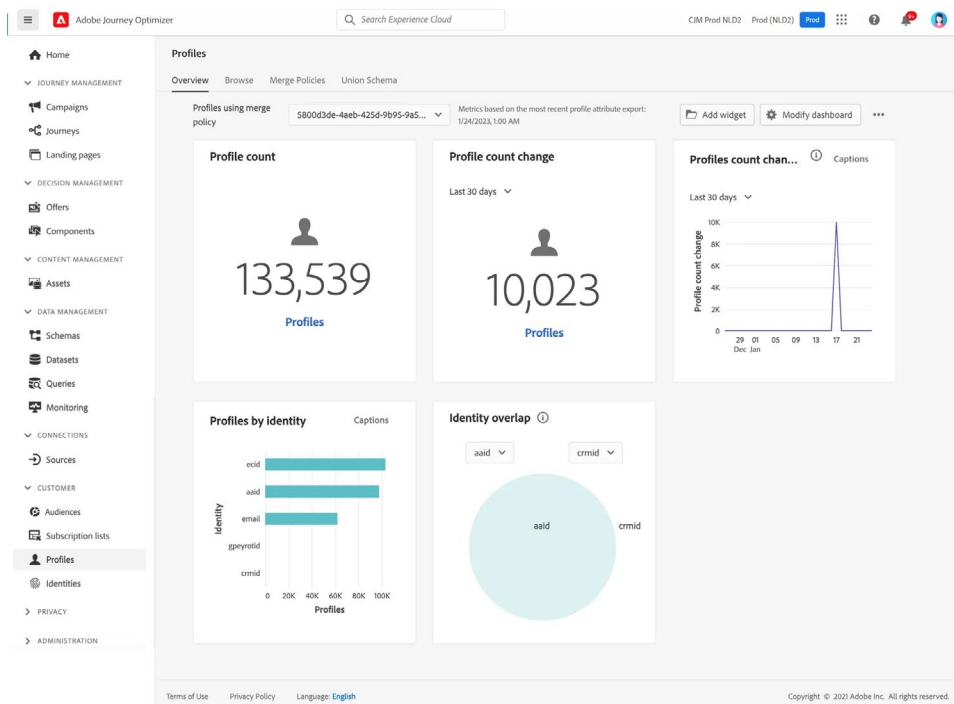 Adobe Journey Optimizer
Search Experience Cloud
CJM Prod NLD2
Prod (NLD2)
Prod
9+
Home
JOURNEY MANAGEMENT
Campaigns
Journeys
Landing pages
DECISION MANAGEMENT
Offers
Components
CONTENT MANAGEMENT
Assets
DATA MANAGEMENT
Schemas
Datasets
Queries
Monitoring
CONNECTIONS
Sources
CUSTOMER
Audiences
Subscription lists
Profiles
Identities
PRIVACY
ADMINISTRATION
Profiles
Overview Browse Merge Policies Union Schema
Profiles using merge
policy
5800d3de-4aeb-425d-9b95-9a5...
Metrics based on the most recent profile attribute export:
1/24/2023, 1:00 AM
Add widget
Modify dashboard
Profile count
133,539
Profiles
Profile count change
Last 30 days
10,023
Profiles
Profiles count chan...
Captions
Last 30 days
Profile count change
10K
8K
6K
4K
2K
0
29 01 05 09 13 17 21
Dec Jan
Profiles by identity
Captions
Identity
ecid
aaid
email
gpeyrotid
crmid
0 20K 40K 60K 80K 100K
Profiles
Identity overlap
aaid
crmid
aaid
crmid
Terms of Use Privacy Policy Language: English
Copyright © 2021 Adobe Inc. All rights reserved.